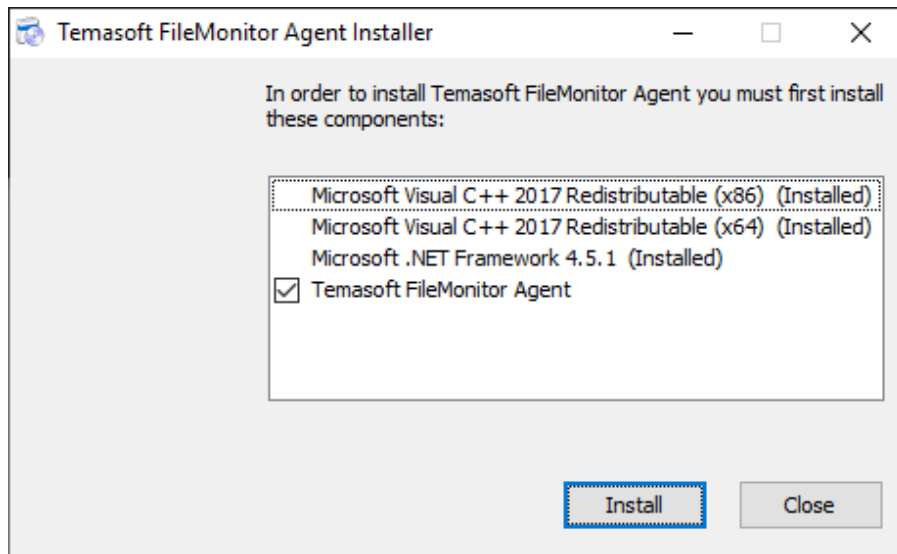 Temasoft FileMonitor Agent Installer
In order to install Temasoft FileMonitor Agent you must first install
these components:
Microsoft Visual C++ 2017 Redistributable (x86) (Installed)
Microsoft Visual C++ 2017 Redistributable (x64) (Installed)
Microsoft .NET Framework 4.5.1 (Installed)
Temasoft FileMonitor Agent
Install
Close